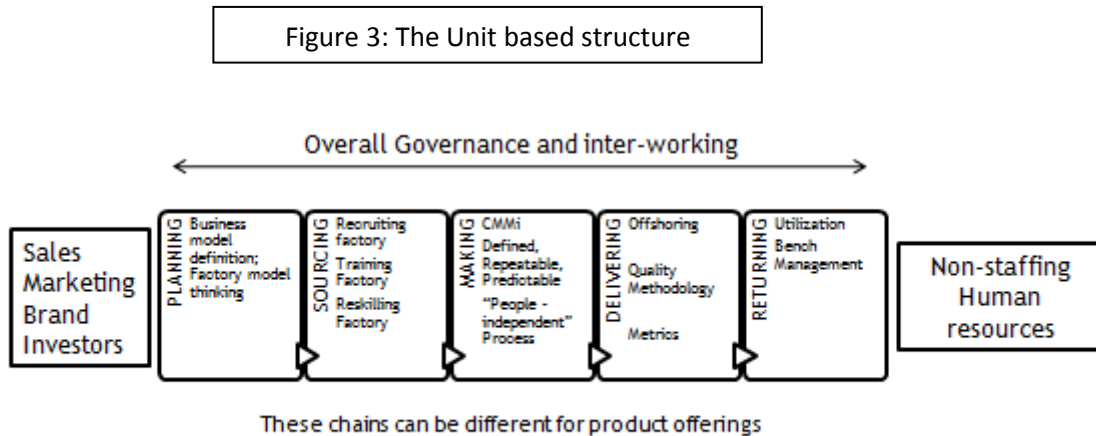 Figure 3: The Unit based structure
Overall Governance and inter-working
Sales
Marketing
Brand
Investors
PLANNING
Business
model
definition;
Factory model
thinking
SOURCING
Recruiting
factory
Training
Factory
Reskilling
Factory
MAKING
CMMi
Defined,
Repeatable,
Predictable
“People -
independent”
Process
DELIVERING
Offshoring
Quality
Methodology
Metrics
RETURNING
Utilization
Bench
Management
Non-staffing
Human
resources
These chains can be different for product offerings